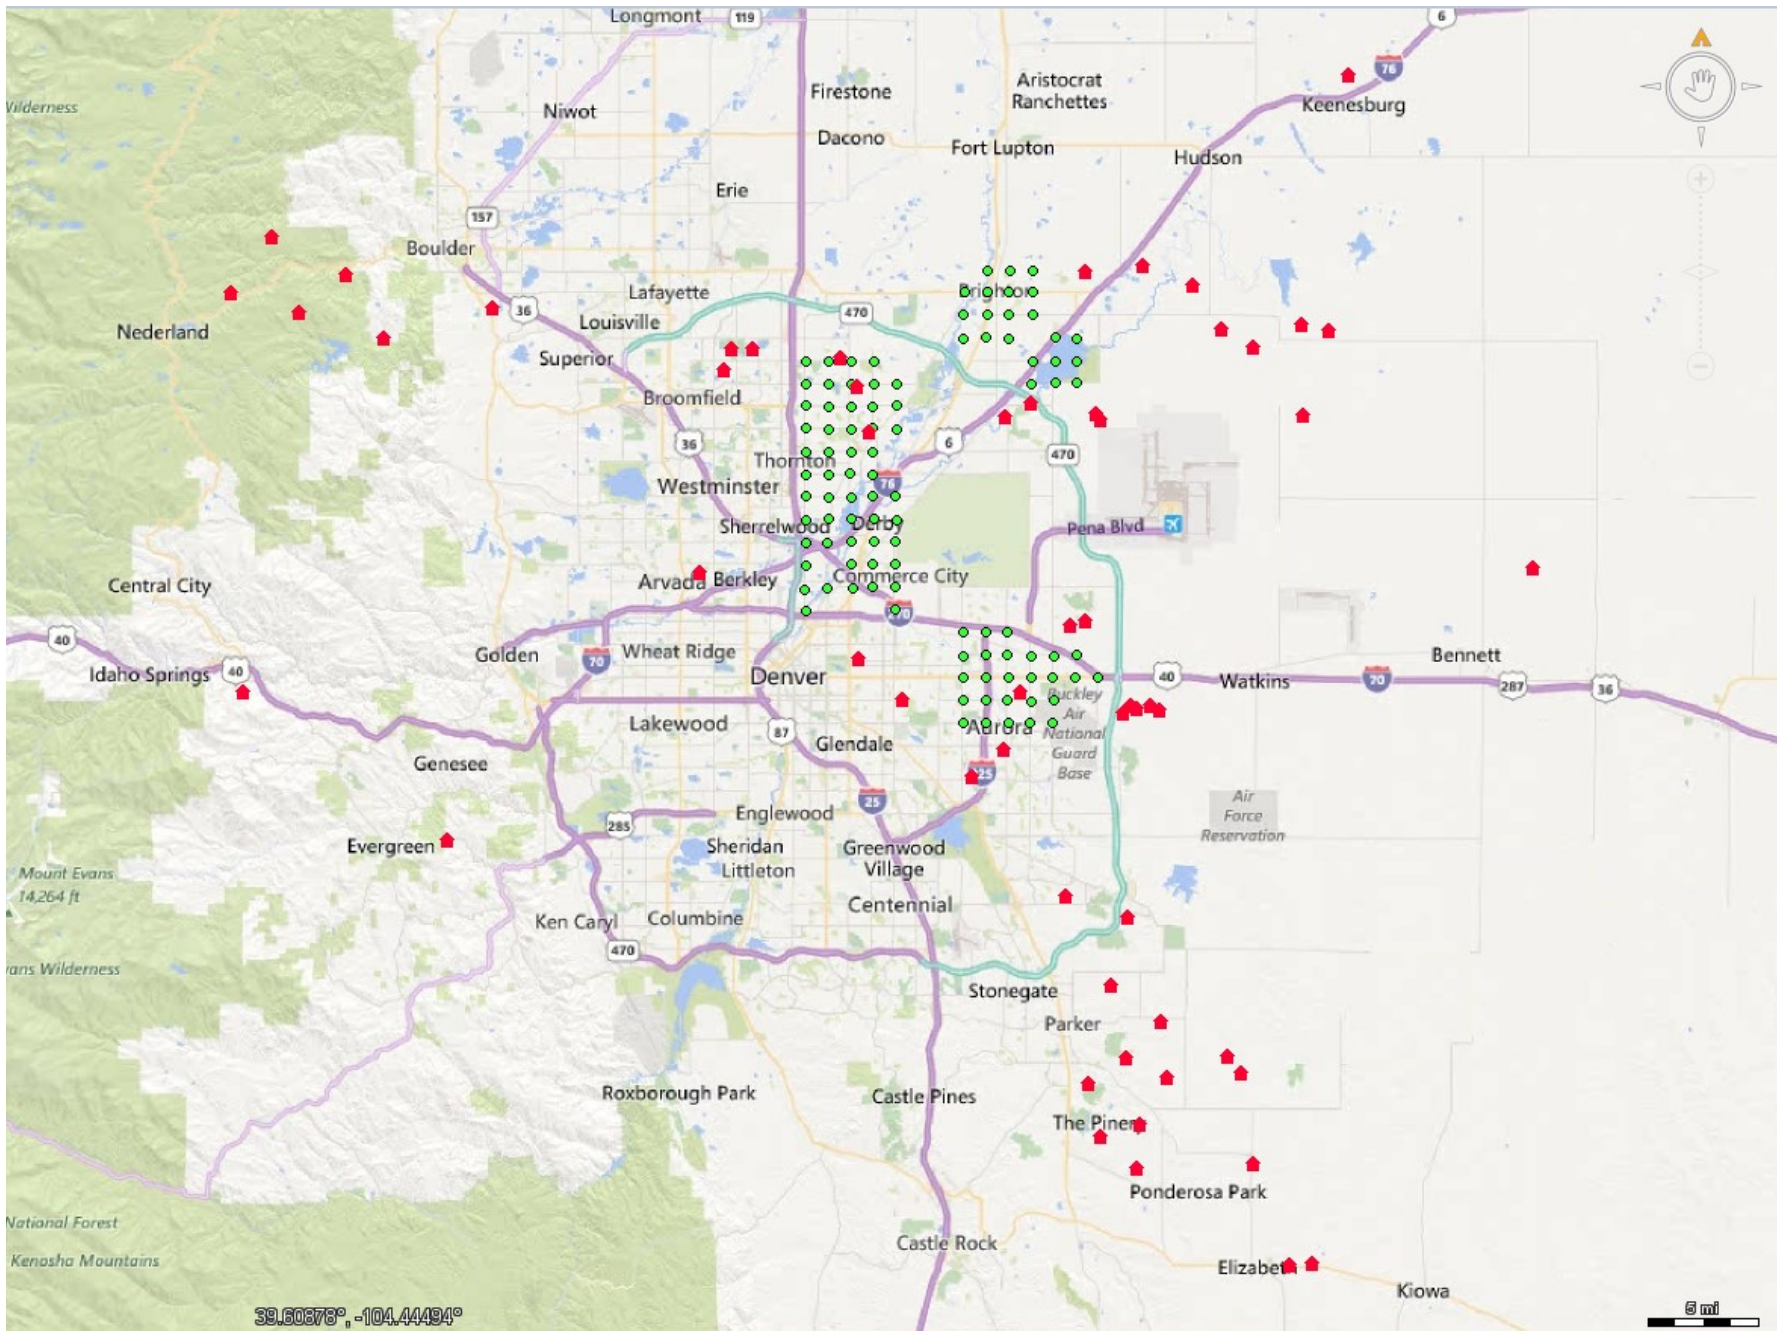 Longmont
119
6
76
Firestone
Aristocrat
Ranchettes
Keenesburg
Wilderness
Niwot
Dacono
Fort Lupton
Hudson
Erie
157
Boulder
Lafayette
Brighton
36
470
Louisville
Nederland
Superior
Broomfield
36
6
470
Thornton
Westminster
76
Sherrelwood
Derby
Pena Blvd
Central City
Arvada
Berkley
Commerce City
270
40
Golden
70
Wheat Ridge
Denver
Idaho Springs
40
40
Watkins
70
Bennett
287
36
Buckley
Air
National
Guard
Base
Lakewood
87
Glendale
Aurora
Genesee
225
25
Air
Force
Reservation
Englewood
285
Evergreen
Sheridan
Littleton
Greenwood
Village
Mount Evans
14,264 ft
Centennial
Ken Caryl
Columbine
470
vans Wilderness
Stonegate
Parker
Roxborough Park
Castle Pines
The Pinery
Ponderosa Park
National Forest
Kenosha Mountains
Castle Rock
Elizabeth
Kiowa
39.60878°, -104.44494°
5 mi